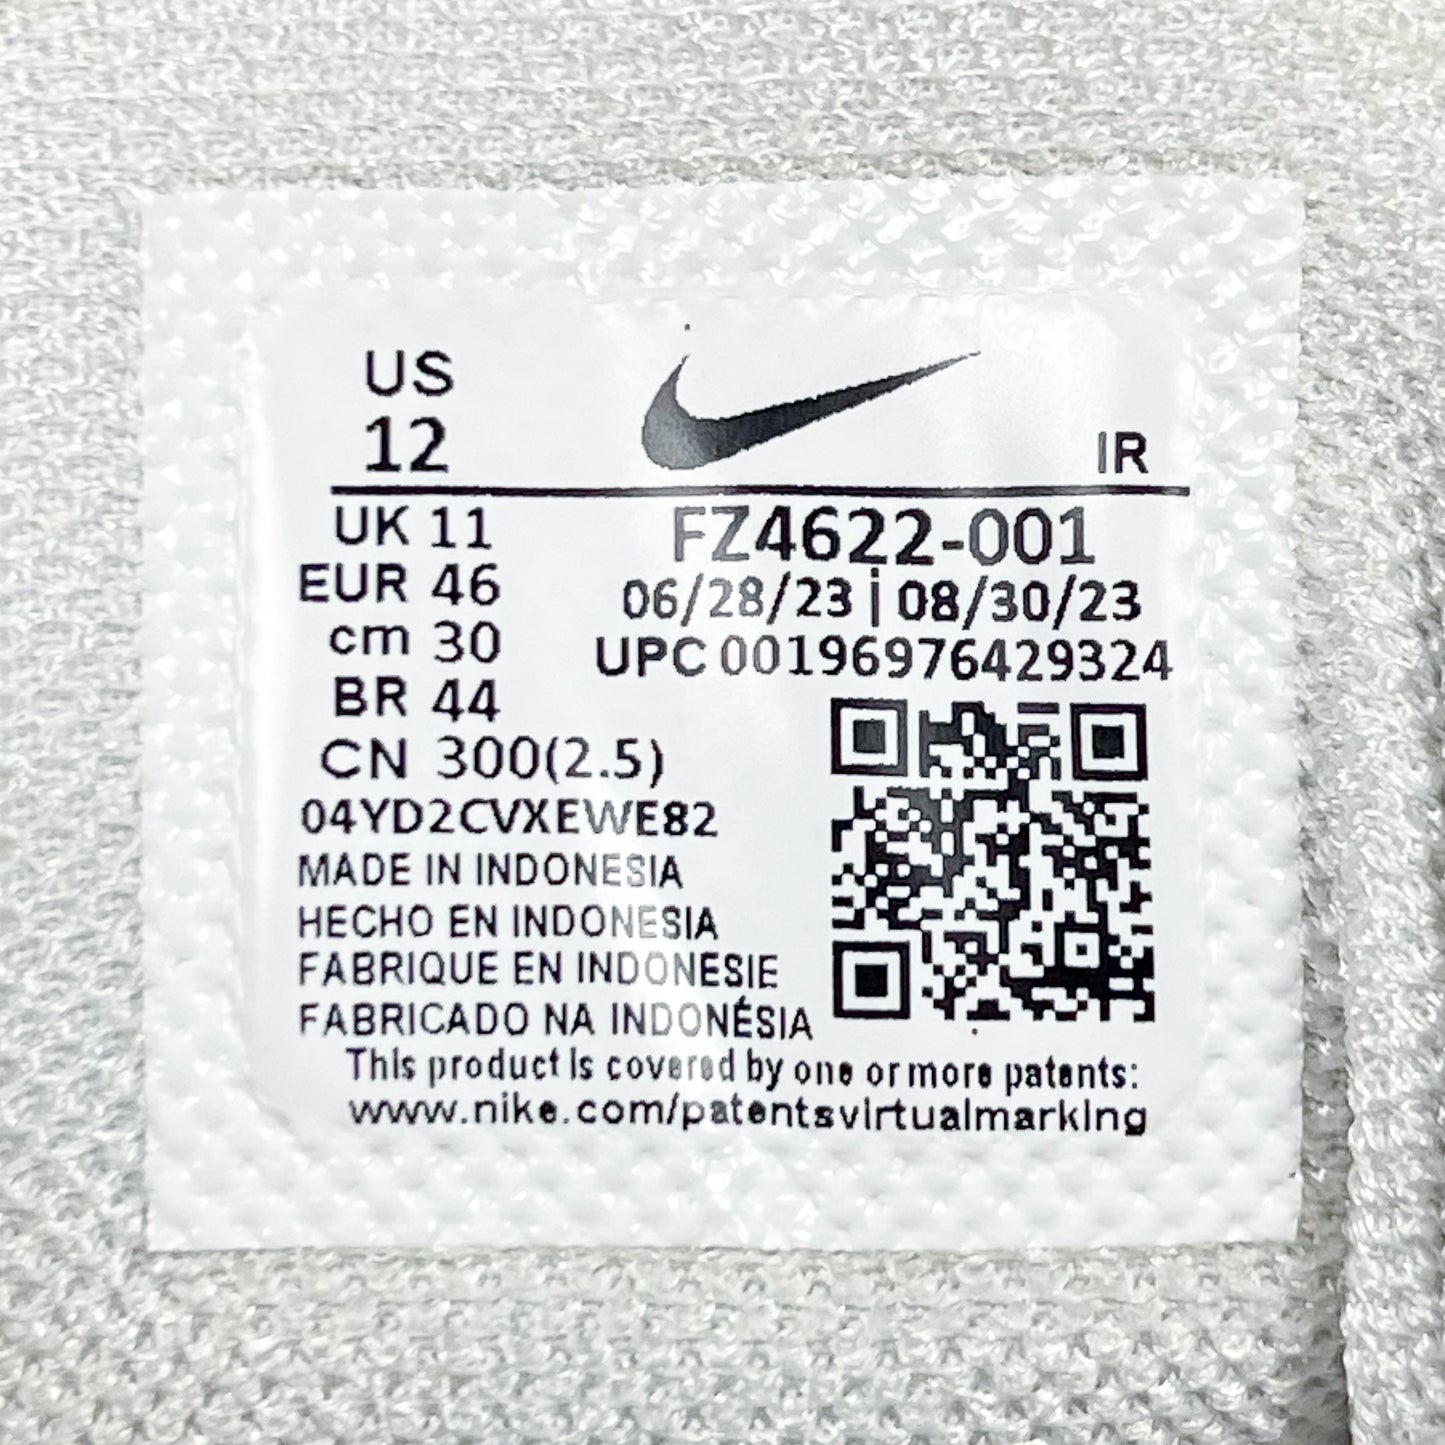 US
12
IR
UK 11
EUR 46
cm 30
BR 44
CN 300(2.5)
FZ4622-001
06/28/23 | 08/30/23
UPC 00196976429324
04YD2CVXEWE82
MADE IN INDONESIA
HECHO EN INDONESIA
FABRIQUE EN INDONESIE
FABRICADO NA INDONÉSIA
This product is covered by one or more patents:
www.nike.com/patentsvirtualmarking